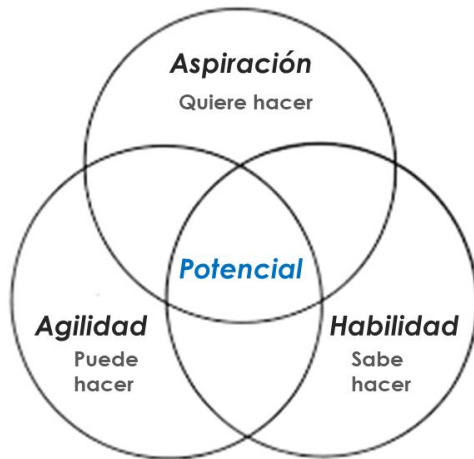 Aspiración
Quiere hacer
Potencial
Agilidad
Puede
hacer
Habilidad
Sabe
hacer